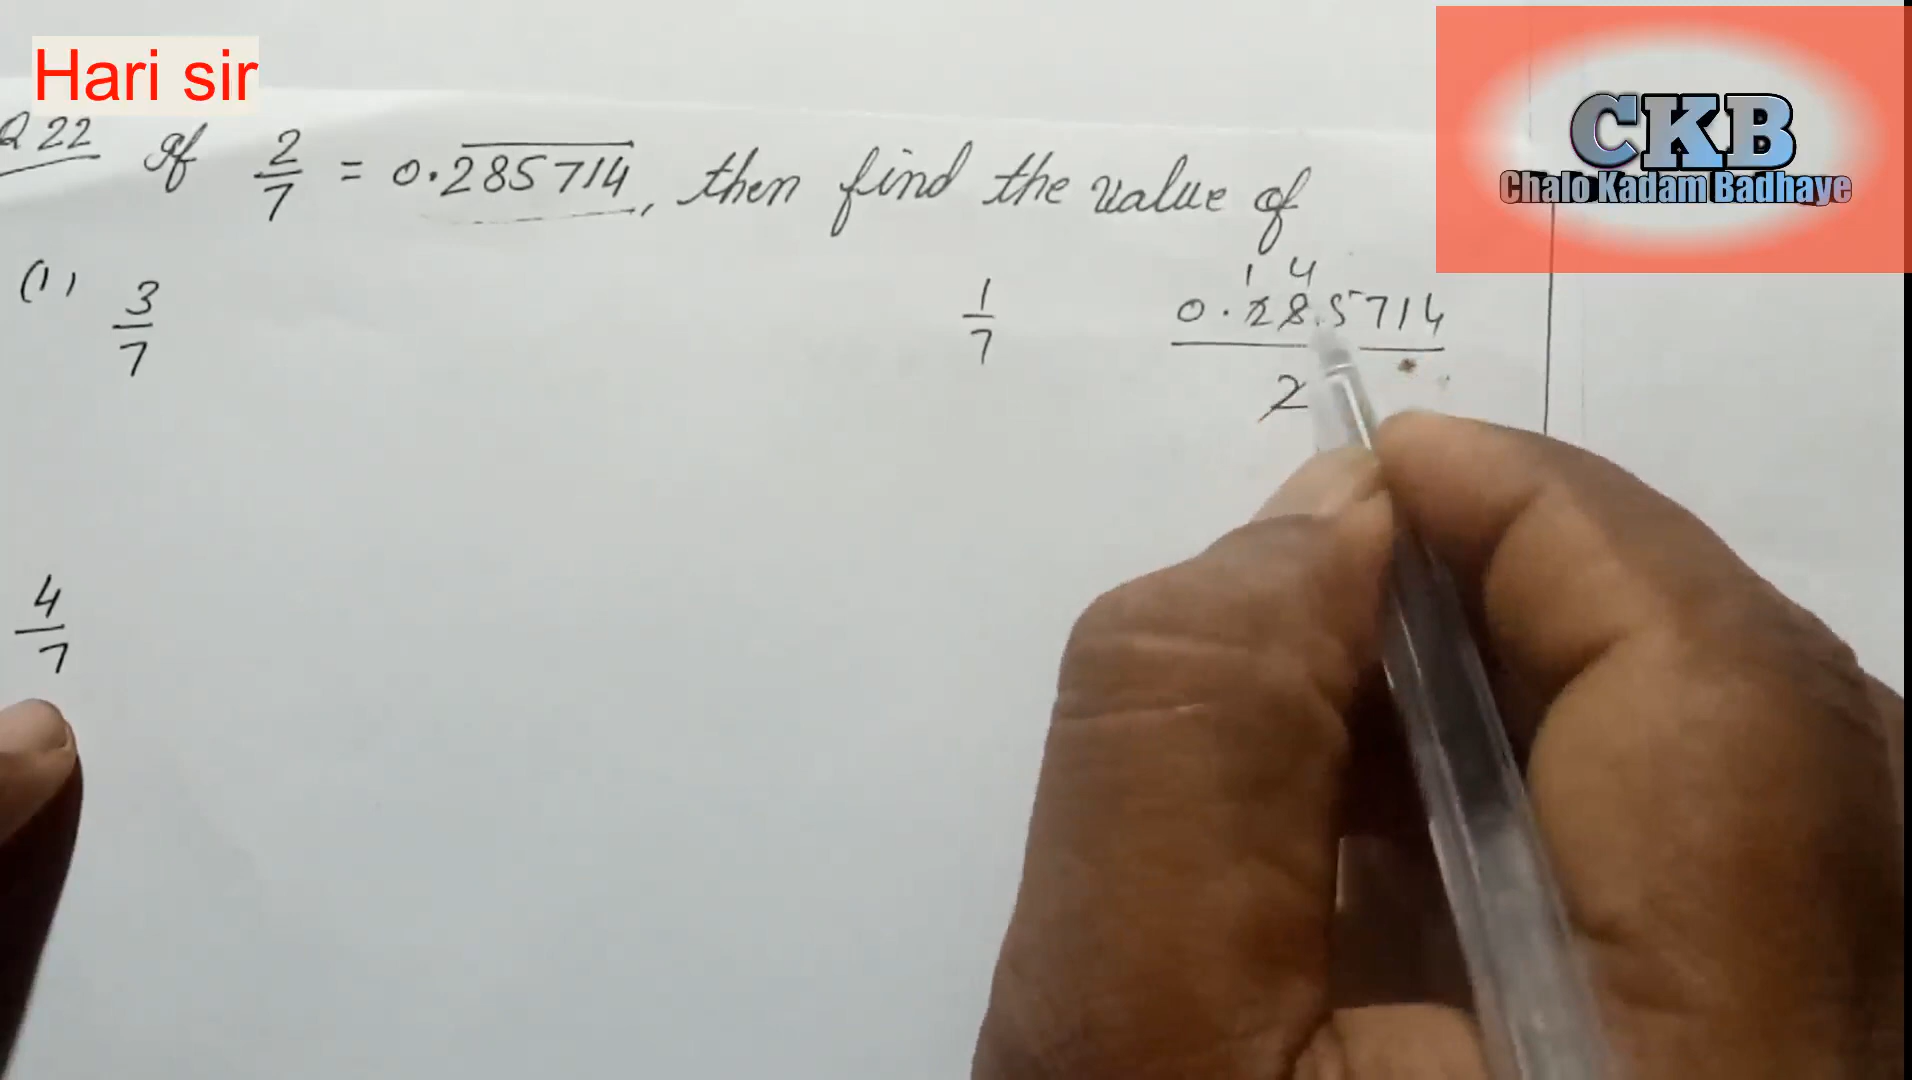 Hari sir
CKB
Chalo Kadam Badhaye
Q 22 If 2/7 = 0.285714, then find the value of
(1) 3/7
1/7
1 4
0.285714
2
4/7